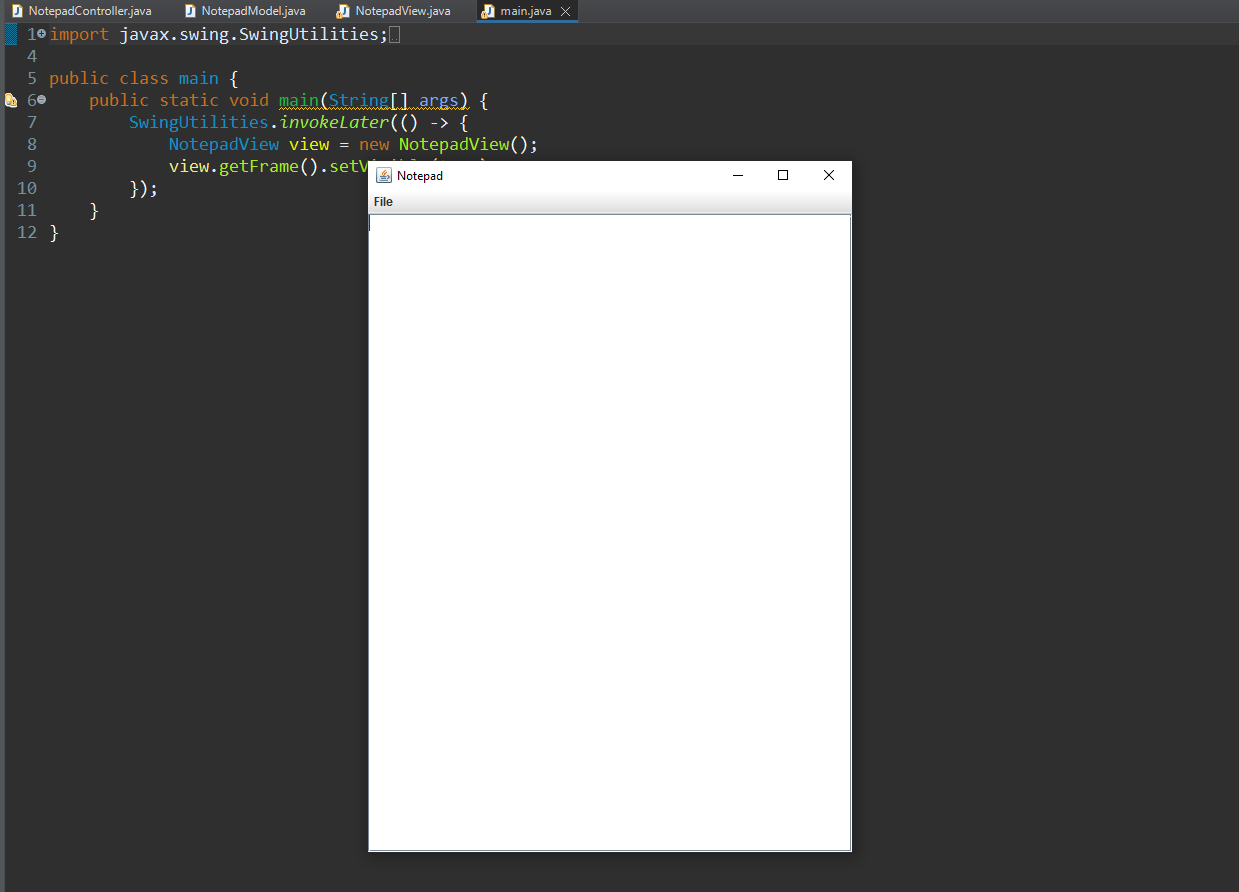 NotepadController.java NotepadModel.java NotepadView.java main.java
1 import javax.swing.SwingUtilities;
4
5 public class main {
6 public static void main(String[] args) {
7 SwingUtilities.invokeLater(() -> {
8 NotepadView view = new NotepadView();
9 view.getFrame().
10 });
11 }
12 }
Notepad
File